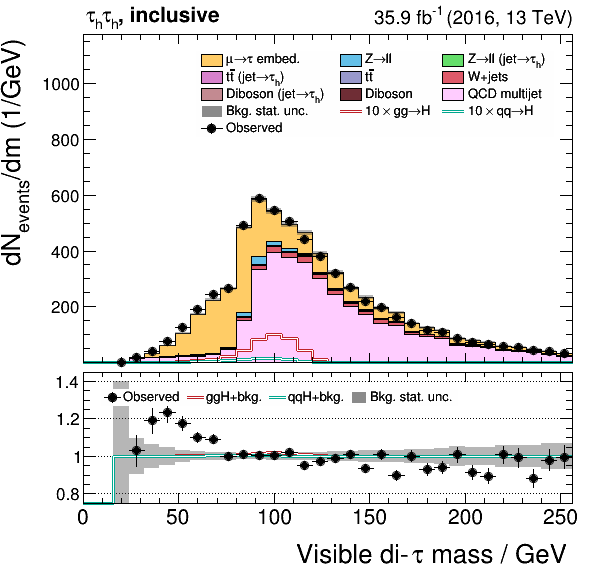 τhτh, inclusive 35.9 fb-1 (2016, 13 TeV)
dNevents/dm (1/GeV)
μ→τ embed. Z→ll Z→ll (jet→τh)
tt̄ (jet→τh) tt̄ W+jets
Diboson (jet→τh) Diboson QCD multijet
Bkg. stat. unc. 10×gg→H 10×qq→H
Observed
1000
800
600
400
200
1.4
Observed ggH+bkg. qqH+bkg. Bkg. stat. unc.
1.2
1
0.8
0 50 100 150 200 250
Visible di-τ mass / GeV